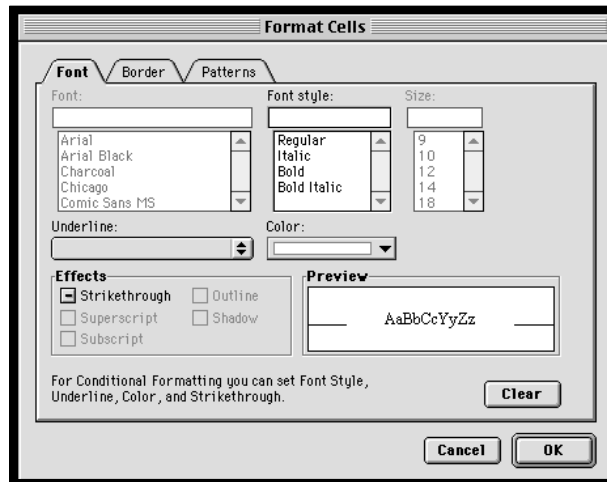 Format Cells
Font Border Patterns
Font: Font style: Size:
Arial Regular 9
Arial Black Italic 10
Charcoal Bold 12
Chicago Bold Italic 14
Comic Sans MS 18
Underline: Color:
Effects Preview
Strikethrough Outline
Superscript Shadow
Subscript
AaBbCcYyZz
For Conditional Formatting you can set Font Style,
Underline, Color, and Strikethrough.
Clear
Cancel OK